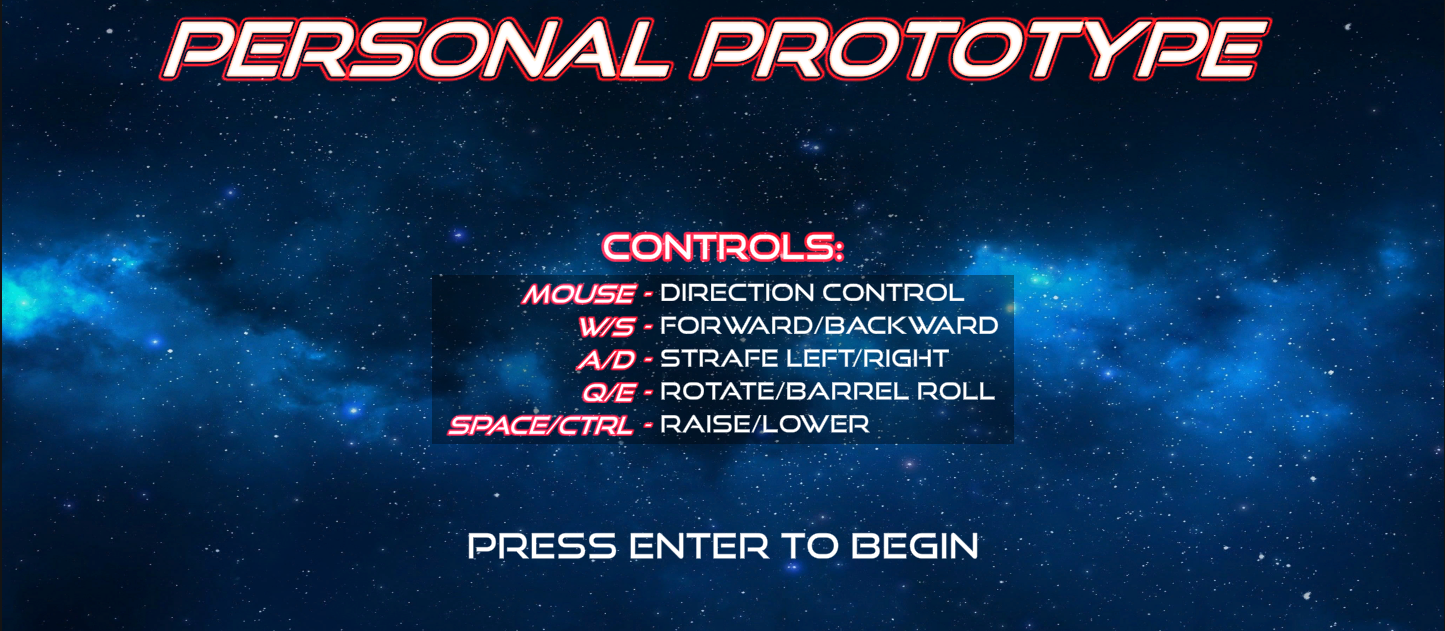 PERSONAL PROTOTYPE
CONTROLS:
MOUSE - DIRECTION CONTROL
W/S - FORWARD/BACKWARD
A/D - STRAFE LEFT/RIGHT
Q/E - ROTATE/BARREL ROLL
SPACE/CTRL - RAISE/LOWER
PRESS ENTER TO BEGIN